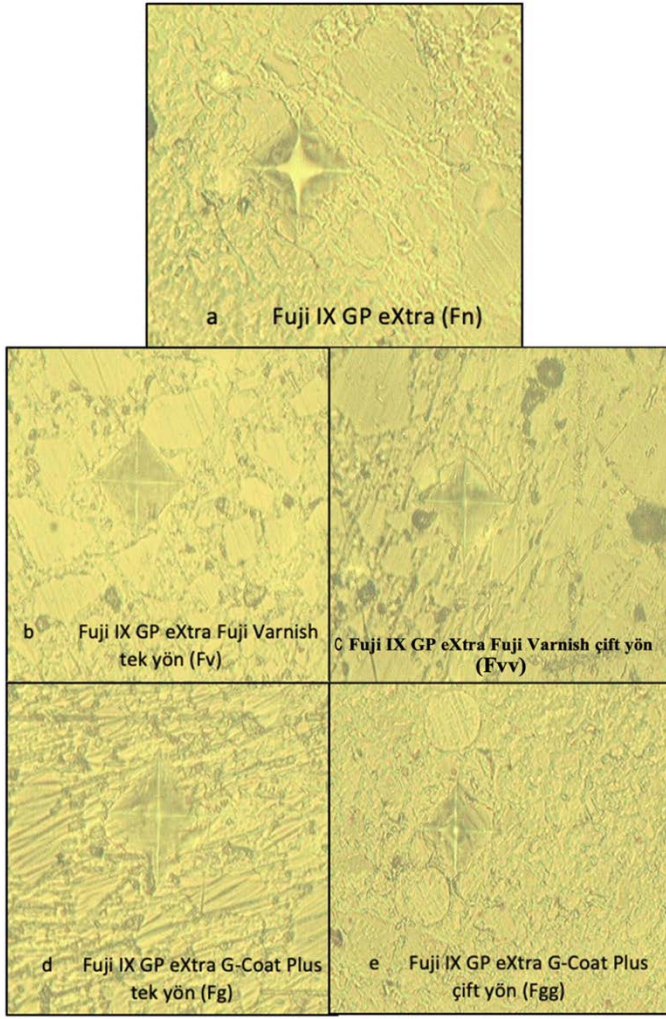 a Fuji IX GP eXtra (Fn)
b Fuji IX GP eXtra Fuji Varnish
tek yön (Fv)
C Fuji IX GP eXtra Fuji Varnish çift yön
(Fvv)
d Fuji IX GP eXtra G-Coat Plus
tek yön (Fg)
e Fuji IX GP eXtra G-Coat Plus
çift yön (Fgg)